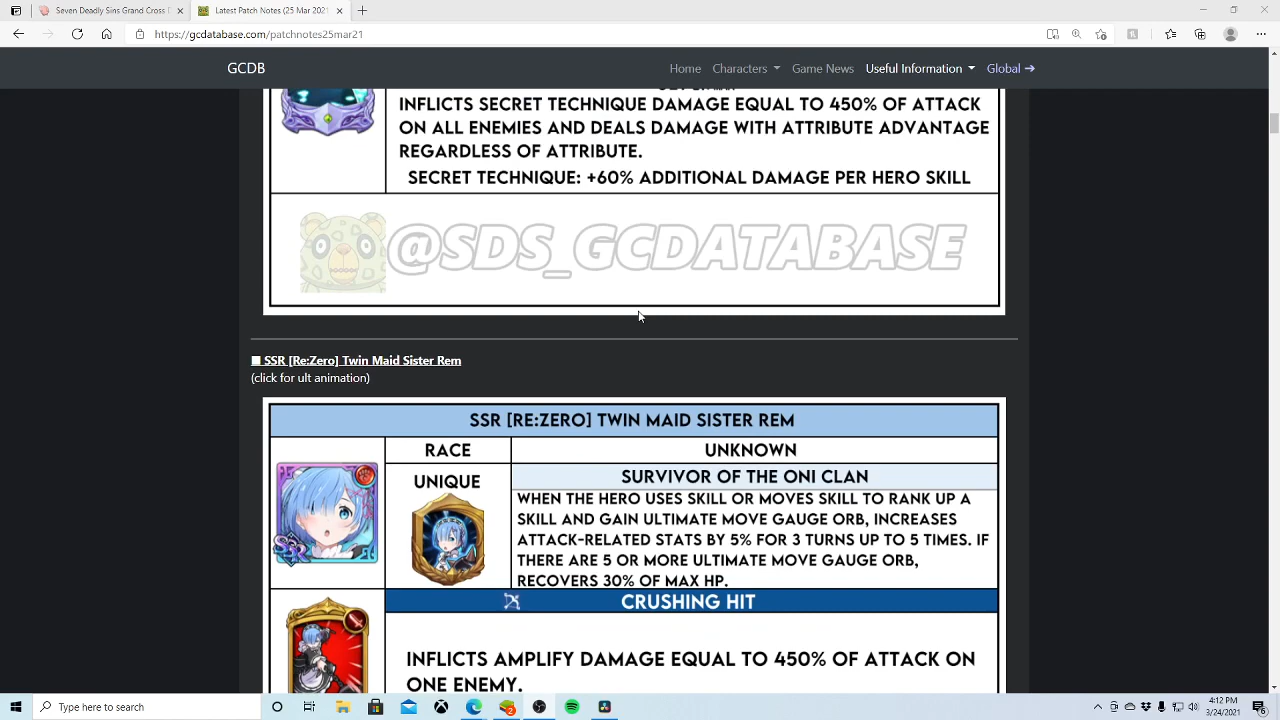 Seven Deadly Sins Grand Cross
Latest Patch Notes (25 Mar 2021
https://gcdatabase.com/patchnotes25mar21
GCDB
Home Characters Game News Useful Information Global ➔
INFLICTS SECRET TECHNIQUE DAMAGE EQUAL TO 450% OF ATTACK
ON ALL ENEMIES AND DEALS DAMAGE WITH ATTRIBUTE ADVANTAGE
REGARDLESS OF ATTRIBUTE.
SECRET TECHNIQUE: +60% ADDITIONAL DAMAGE PER HERO SKILL
@SDS_GCDATABASE
■ SSR [Re:Zero] Twin Maid Sister Rem
(click for ult animation)
SSR [RE:ZERO] TWIN MAID SISTER REM
RACE UNKNOWN
UNIQUE SURVIVOR OF THE ONI CLAN
WHEN THE HERO USES SKILL OR MOVES SKILL TO RANK UP A
SKILL AND GAIN ULTIMATE MOVE GAUGE ORB, INCREASES
ATTACK-RELATED STATS BY 5% FOR 3 TURNS UP TO 5 TIMES. IF
THERE ARE 5 OR MORE ULTIMATE MOVE GAUGE ORB,
RECOVERS 30% OF MAX HP.
SSR
CRUSHING HIT
INFLICTS AMPLIFY DAMAGE EQUAL TO 450% OF ATTACK ON
ONE ENEMY.
Type here to search
2
4:12 PM
3/24/2021
6